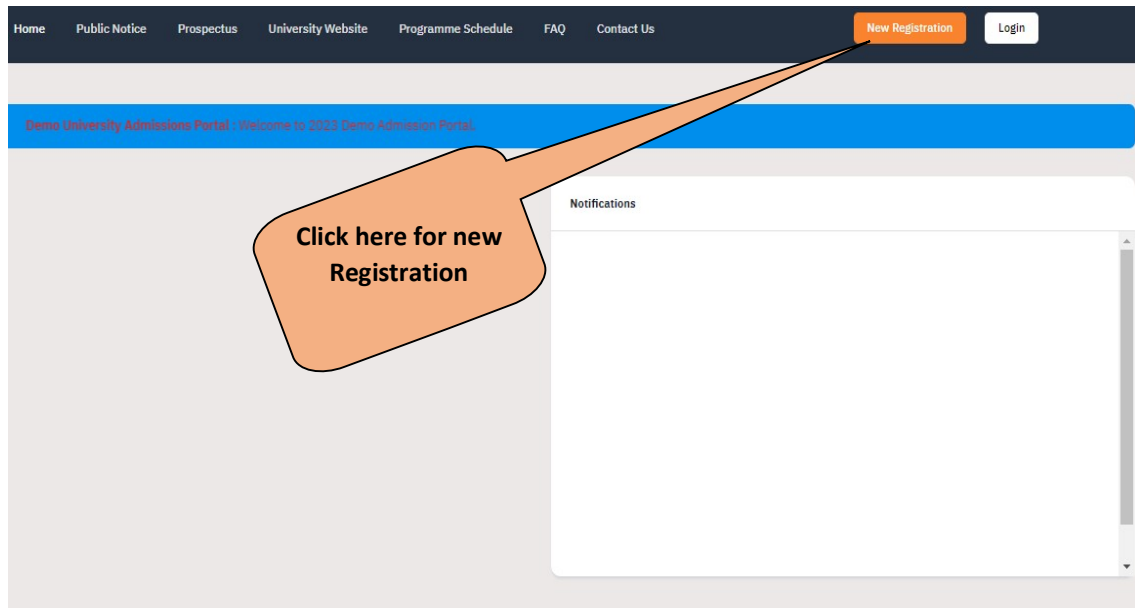 Home Public Notice Prospectus University Website Programme Schedule FAQ Contact Us New Registration Login
Demo University Admissions Portal : Welcome to 2023 Demo Admission Portal.
Notifications
Click here for new
Registration